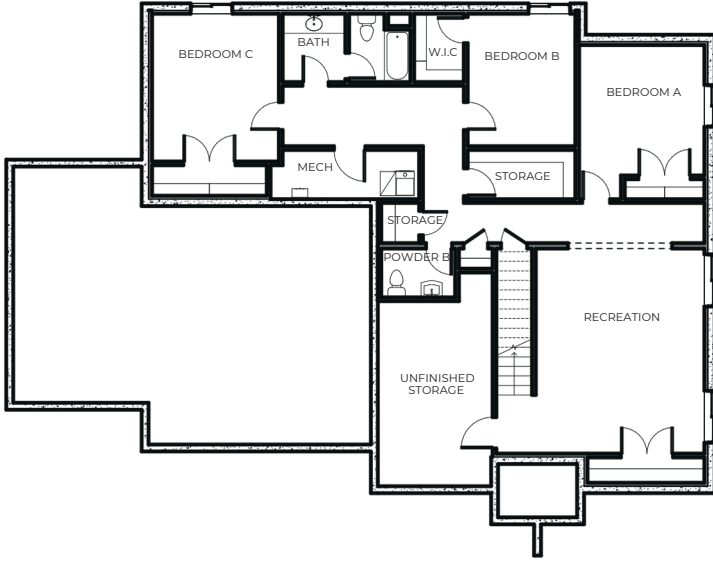 BATH
W.I.C
BEDROOM C
BEDROOM B
BEDROOM A
MECH
STORAGE
STORAGE
POWDER B
RECREATION
UNFINISHED
STORAGE